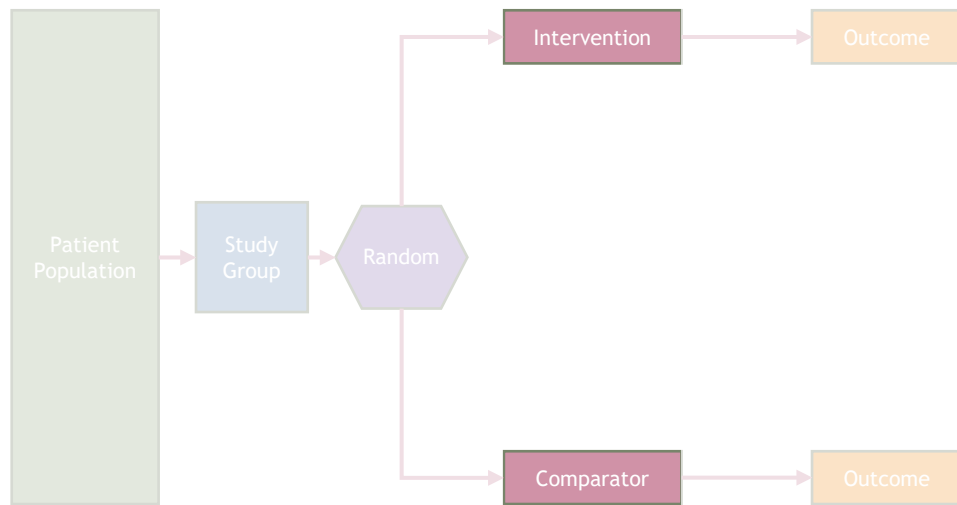 Intervention
Outcome
Patient
Population
Study
Group
Random
Comparator
Outcome